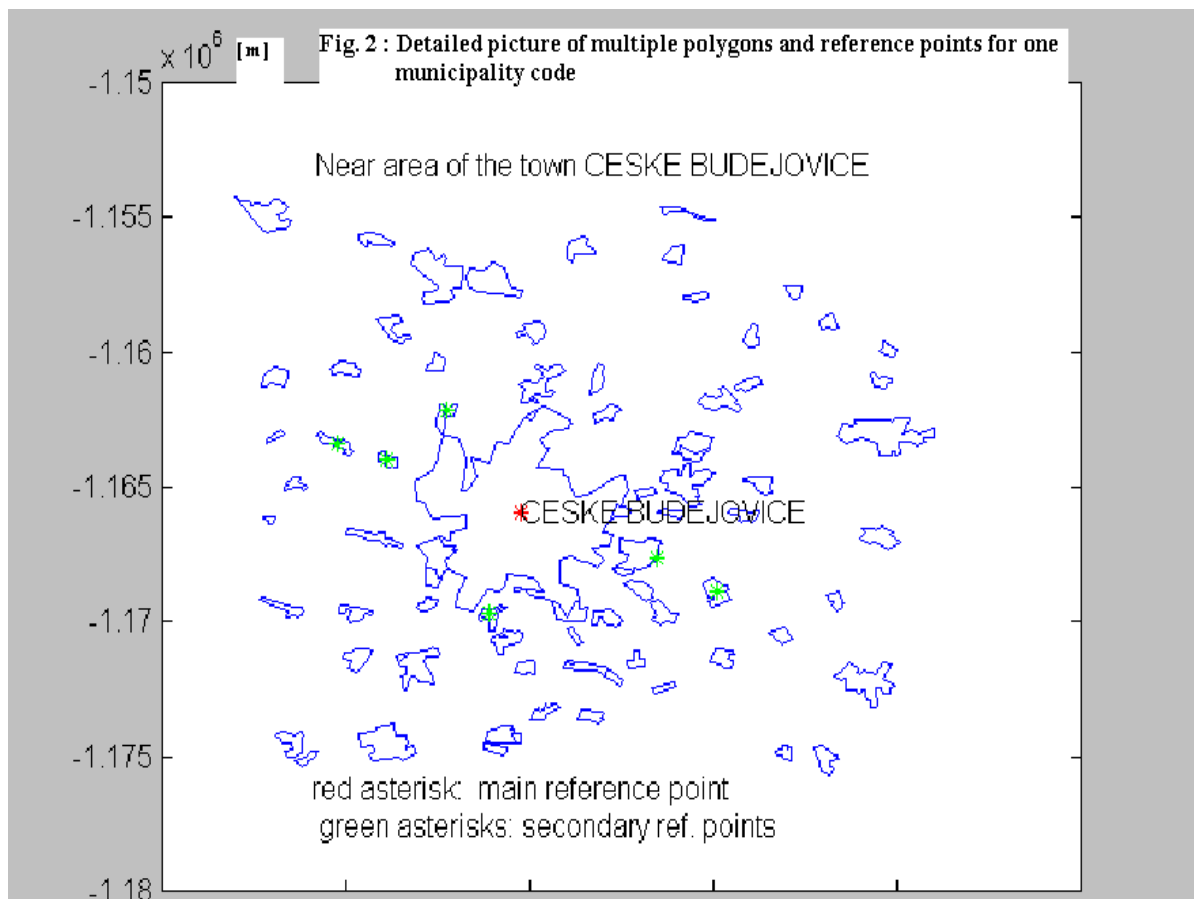 Fig. 2 : Detailed picture of multiple polygons and reference points for one
municipality code
x 10^6 [m]
-1.15
Near area of the town CESKE BUDEJOVICE
-1.155
-1.16
-1.165
CESKE BUDEJOVICE
-1.17
-1.175
red asterisk: main reference point
green asterisks: secondary ref. points
-1.18